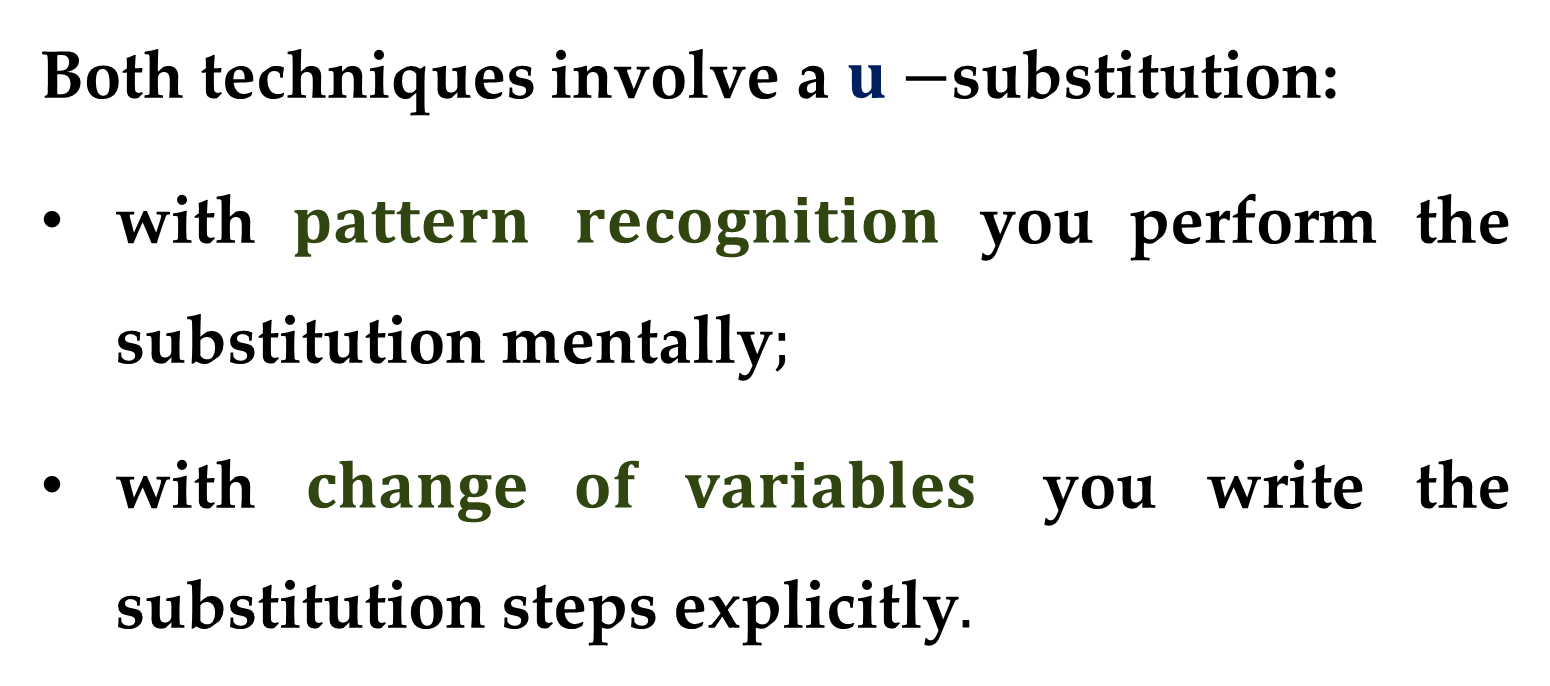 Both techniques involve a u −substitution:
• with pattern recognition you perform the
substitution mentally;
• with change of variables you write the
substitution steps explicitly.